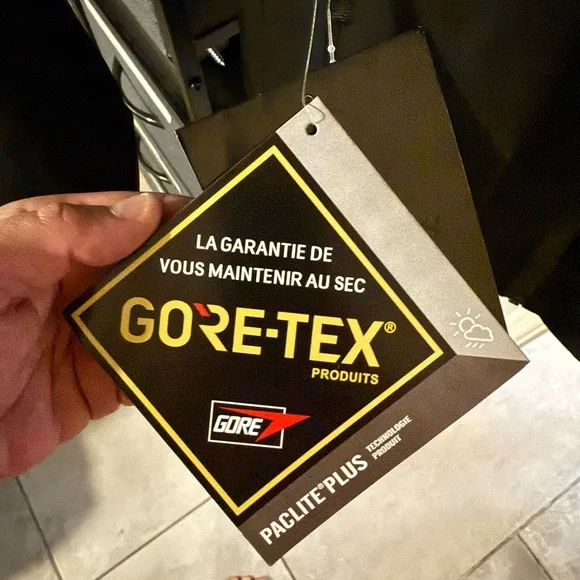 LA GARANTIE DE
VOUS MAINTENIR AU SEC
GORE-TEX®
PRODUITS
GORE
PACLITE® PLUS
TECHNOLOGIE
PRODUIT